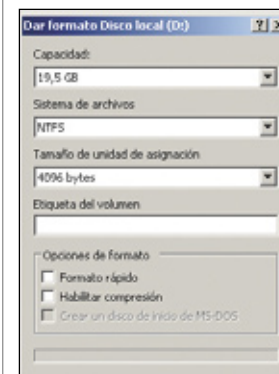 Dar formato Disco local (D:)
Capacidad:
19,5 GB
Sistema de archivos
NTFS
Tamaño de unidad de asignación
4096 bytes
Etiqueta del volumen
Opciones de formato
Formato rápido
Habilitar compresión
Crear un disco de inicio de MS-DOS